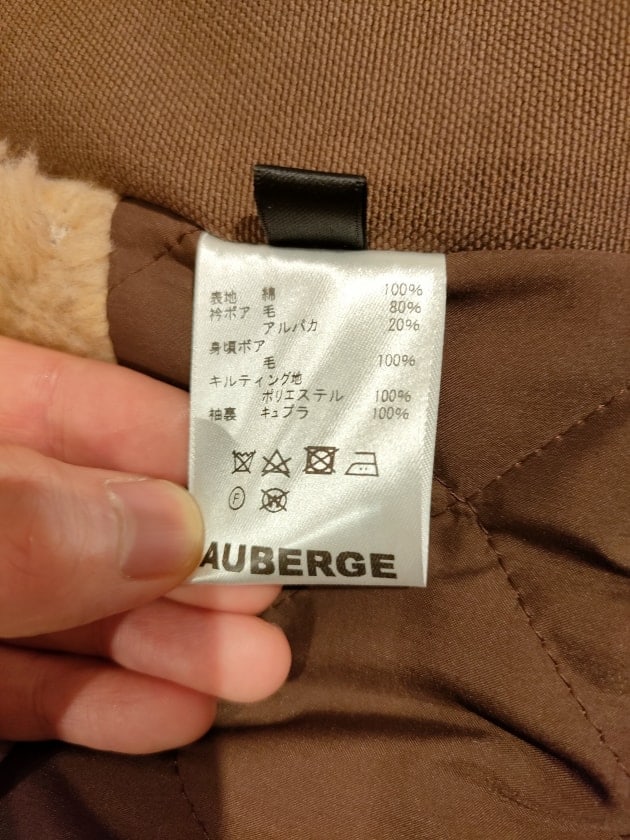 表地 綿 100%
衿ボア 毛 80%
アルパカ 20%
身頃ボア
毛 100%
キルティング地
ポリエステル 100%
袖裏 キュプラ 100%
F W
AUBERGE